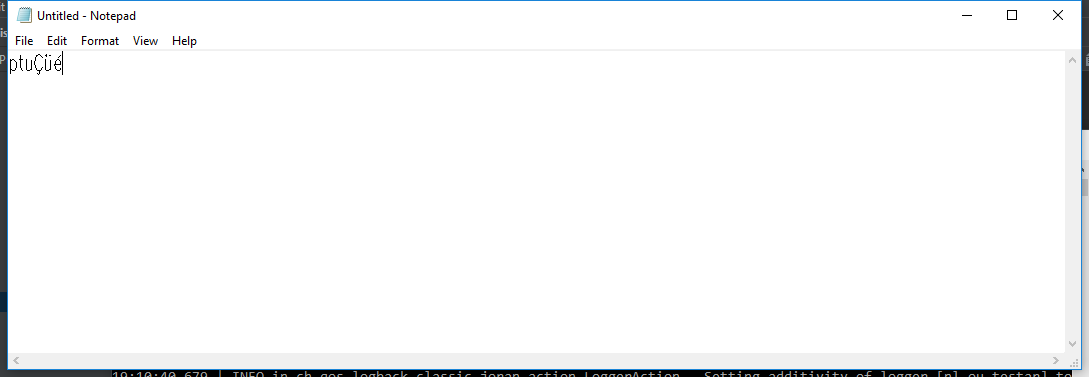 Untitled - Notepad
File Edit Format View Help
ptuÇüé
19:10:40,679 | INFO in ch.qos.logback.classic.joran.action.LoggerAction - Setting additivity of logger [nl.ou.testar] to